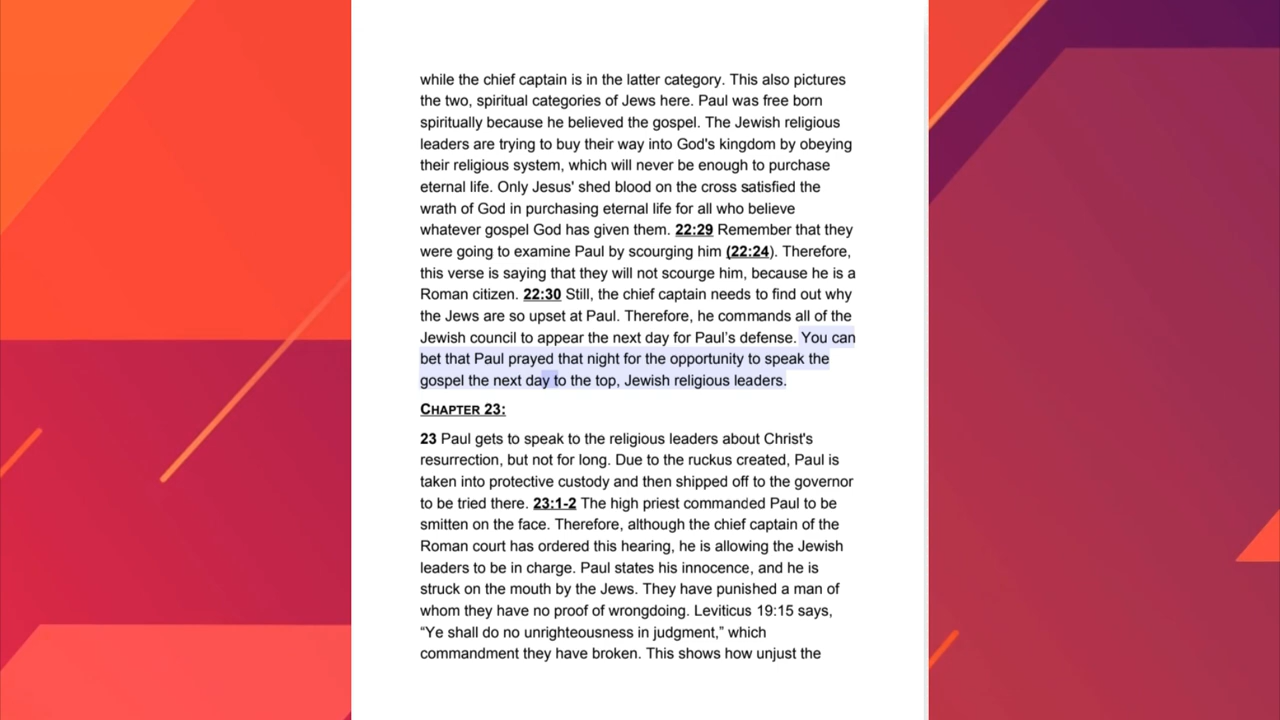 while the chief captain is in the latter category. This also pictures
the two, spiritual categories of Jews here. Paul was free born
spiritually because he believed the gospel. The Jewish religious
leaders are trying to buy their way into God's kingdom by obeying
their religious system, which will never be enough to purchase
eternal life. Only Jesus' shed blood on the cross satisfied the
wrath of God in purchasing eternal life for all who believe
whatever gospel God has given them. 22:29 Remember that they
were going to examine Paul by scourging him (22:24). Therefore,
this verse is saying that they will not scourge him, because he is a
Roman citizen. 22:30 Still, the chief captain needs to find out why
the Jews are so upset at Paul. Therefore, he commands all of the
Jewish council to appear the next day for Paul's defense. You can
bet that Paul prayed that night for the opportunity to speak the
gospel the next day to the top, Jewish religious leaders.
CHAPTER 23:
23 Paul gets to speak to the religious leaders about Christ's
resurrection, but not for long. Due to the ruckus created, Paul is
taken into protective custody and then shipped off to the governor
to be tried there. 23:1-2 The high priest commanded Paul to be
smitten on the face. Therefore, although the chief captain of the
Roman court has ordered this hearing, he is allowing the Jewish
leaders to be in charge. Paul states his innocence, and he is
struck on the mouth by the Jews. They have punished a man of
whom they have no proof of wrongdoing. Leviticus 19:15 says,
“Ye shall do no unrighteousness in judgment,” which
commandment they have broken. This shows how unjust the